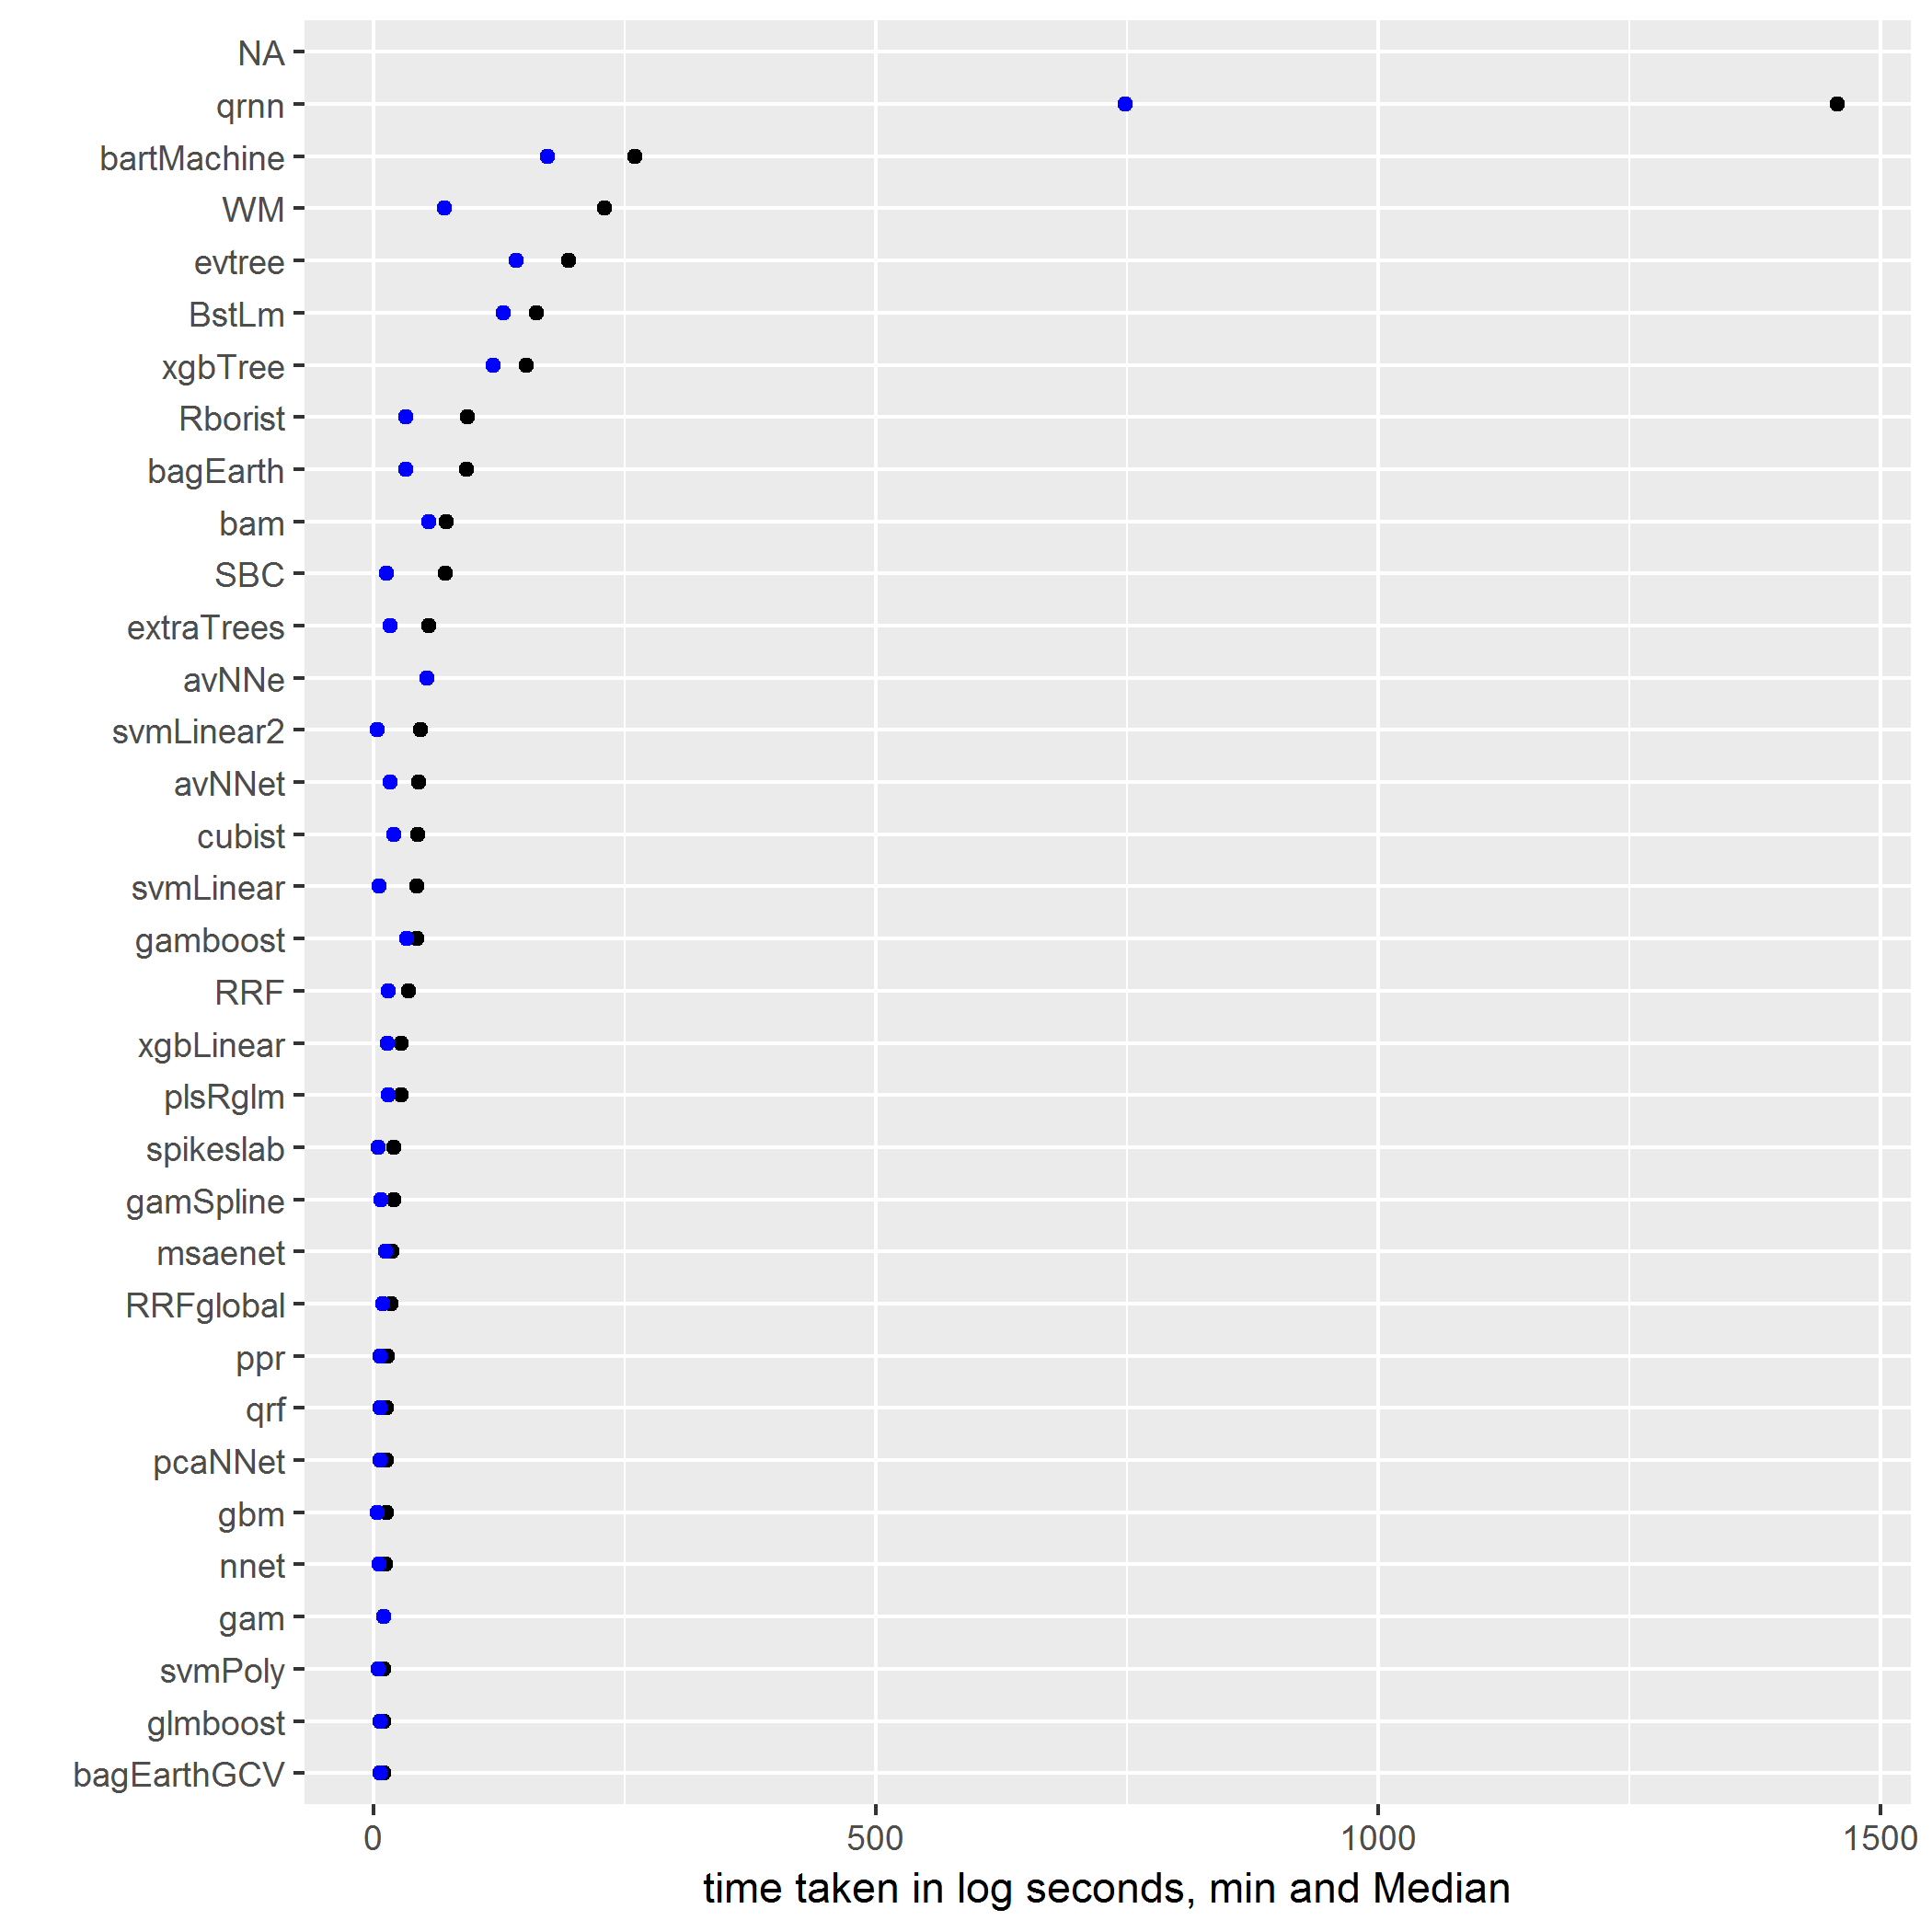 NA
qrnn
bartMachine
WM
evtree
BstLm
xgbTree
Rborist
bagEarth
bam
SBC
extraTrees
avNNe
svmLinear2
avNNet
cubist
svmLinear
gamboost
RRF
xgbLinear
plsRglm
spikeslab
gamSpline
msaenet
RRFglobal
ppr
qrf
pcaNNet
gbm
nnet
gam
svmPoly
glmboost
bagEarthGCV
0 500 1000 1500
time taken in log seconds, min and Median